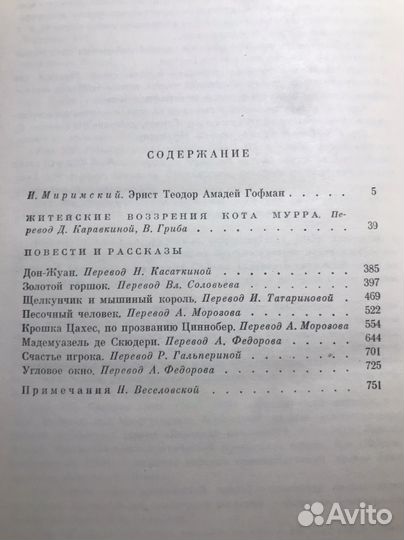 СОДЕРЖАНИЕ
И. Миримский. Эрнст Теодор Амадей Гофман . . . . . 5
ЖИТЕЙСКИЕ ВОЗЗРЕНИЯ КОТА МУРРА. Пе-
ревод Д. Каравкиной, В. Гриба . . . . . . . . . 39
ПОВЕСТИ И РАССКАЗЫ
Дон-Жуан. Перевод Н. Касаткиной . . . . . . . . 385
Золотой горшок. Перевод Вл. Соловьева . . . . . . 397
Щелкунчик и мышиный король. Перевод И. Татариновой . 469
Песочный человек. Перевод А. Морозова . . . . . . 522
Крошка Цахес, по прозванию Циннобер. Перевод А. Морозова 554
Мадемуазель де Скюдери. Перевод А. Федорова . . . . 644
Счастье игрока. Перевод Р. Гальпериной . . . . . . 701
Угловое окно. Перевод А. Федорова . . . . . . . . 725
Примечания Н. Веселовской . . . . . . . . . . 751
Avito